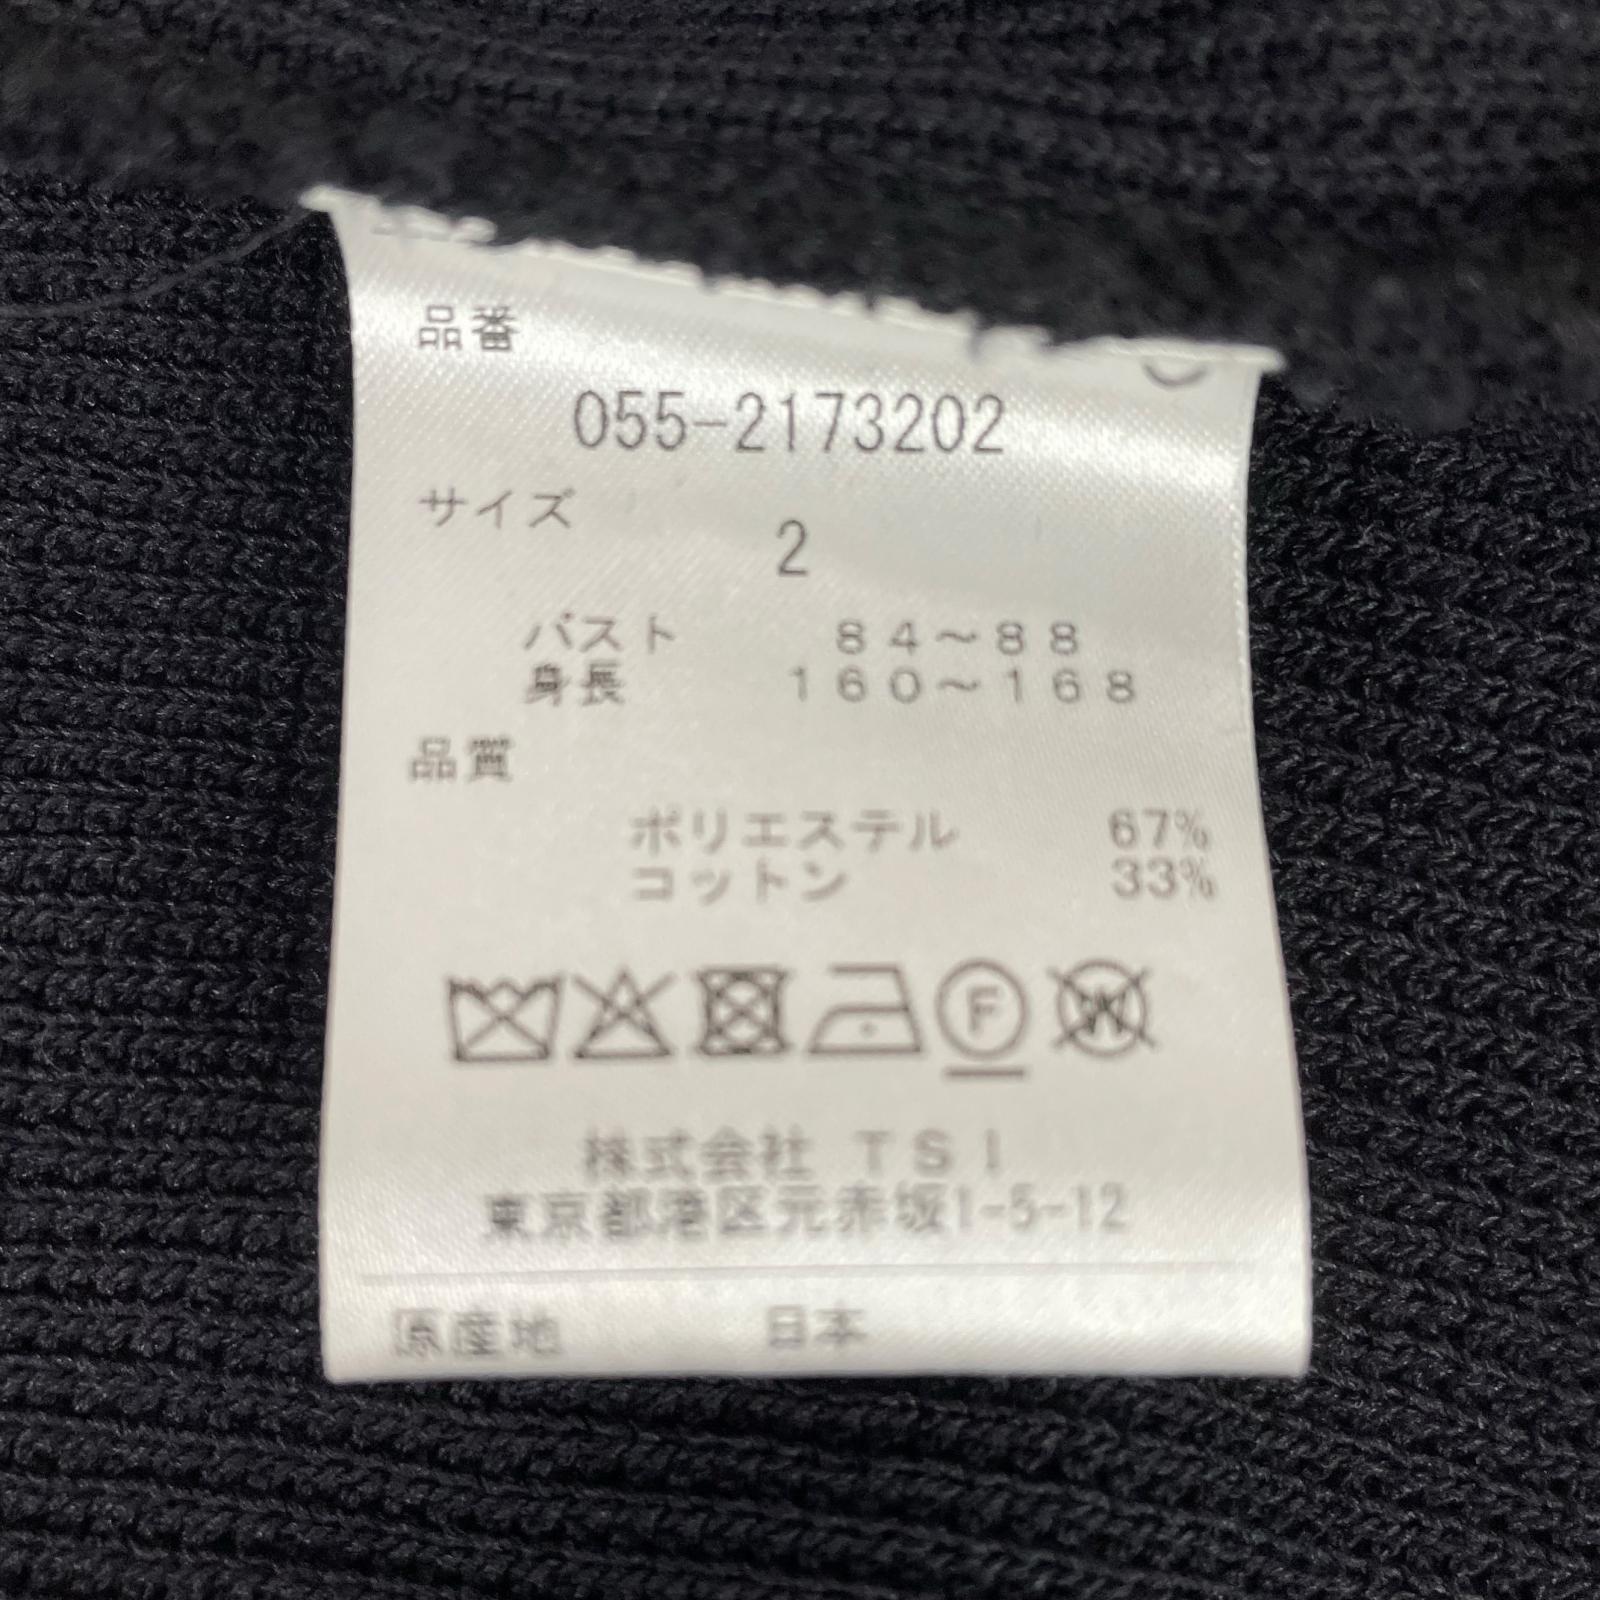 品番
055-2173202
サイズ
2
バスト 84～88
身長 160～168
品質
ポリエステル 67%
コットン 33%
F W
株式会社 TSI
東京都港区元赤坂1-5-12
原産地 日本